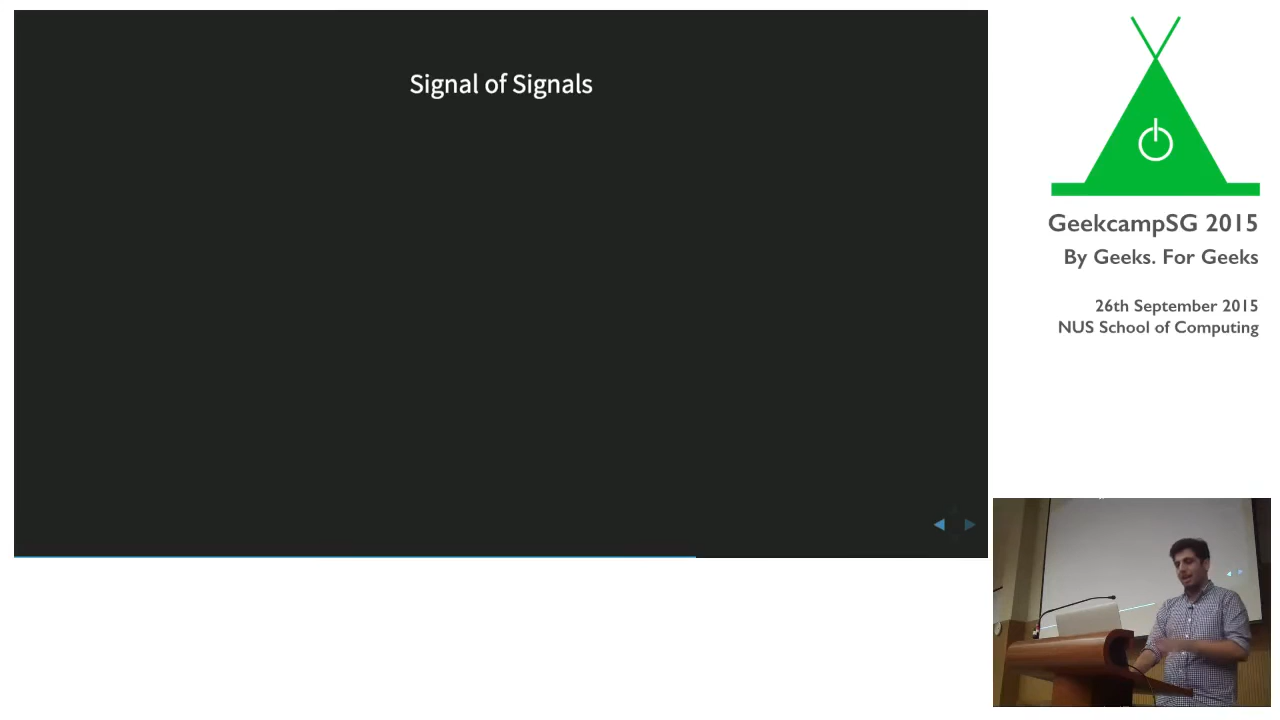 Signal of Signals
GeekcampSG 2015
By Geeks. For Geeks
26th September 2015
NUS School of Computing